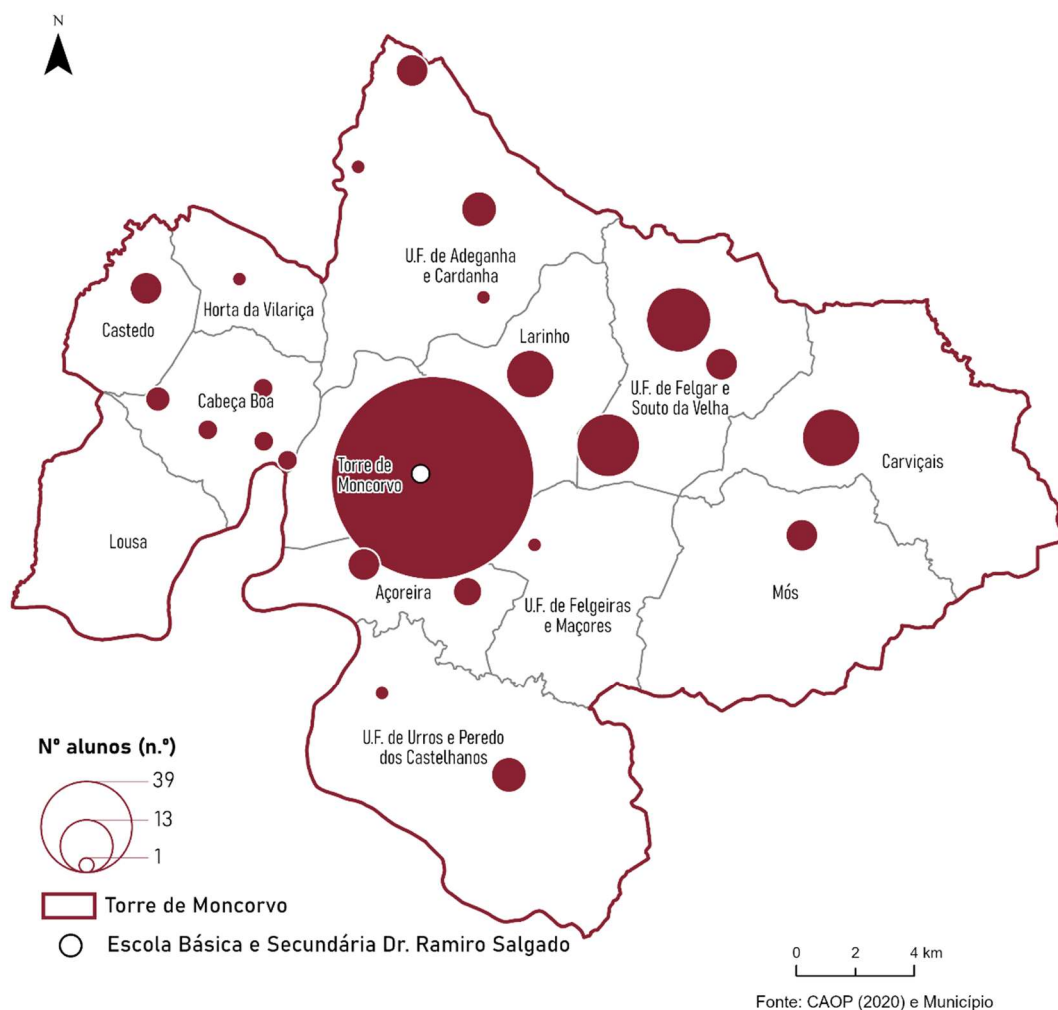 N
U.F. de Adeganha
e Cardanha
Horta da Vilariça
Castedo
Larinho
U.F. de Felgar e
Souto da Velha
Cabeça Boa
Carviçais
Torre de
Moncorvo
Lousa
Açoreira
U.F. de Felgeiras
e Maçores
Mós
U.F. de Urros e Peredo
dos Castelhanos
Nº alunos (n.º)
39
13
1
Torre de Moncorvo
Escola Básica e Secundária Dr. Ramiro Salgado
0 2 4 km
Fonte: CAOP (2020) e Município